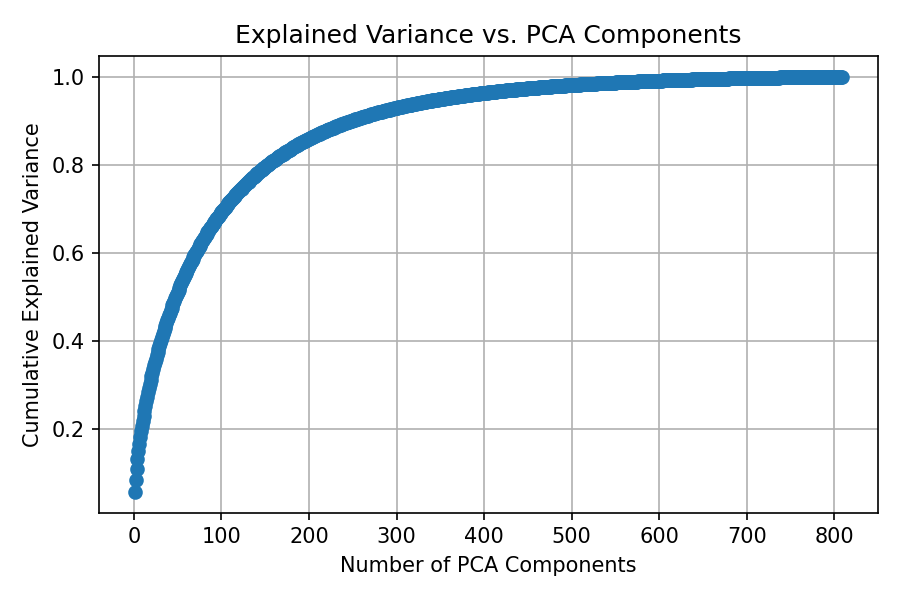 Explained Variance vs. PCA Components
1.0
0.8
0.6
0.4
0.2
Cumulative Explained Variance
0 100 200 300 400 500 600 700 800
Number of PCA Components